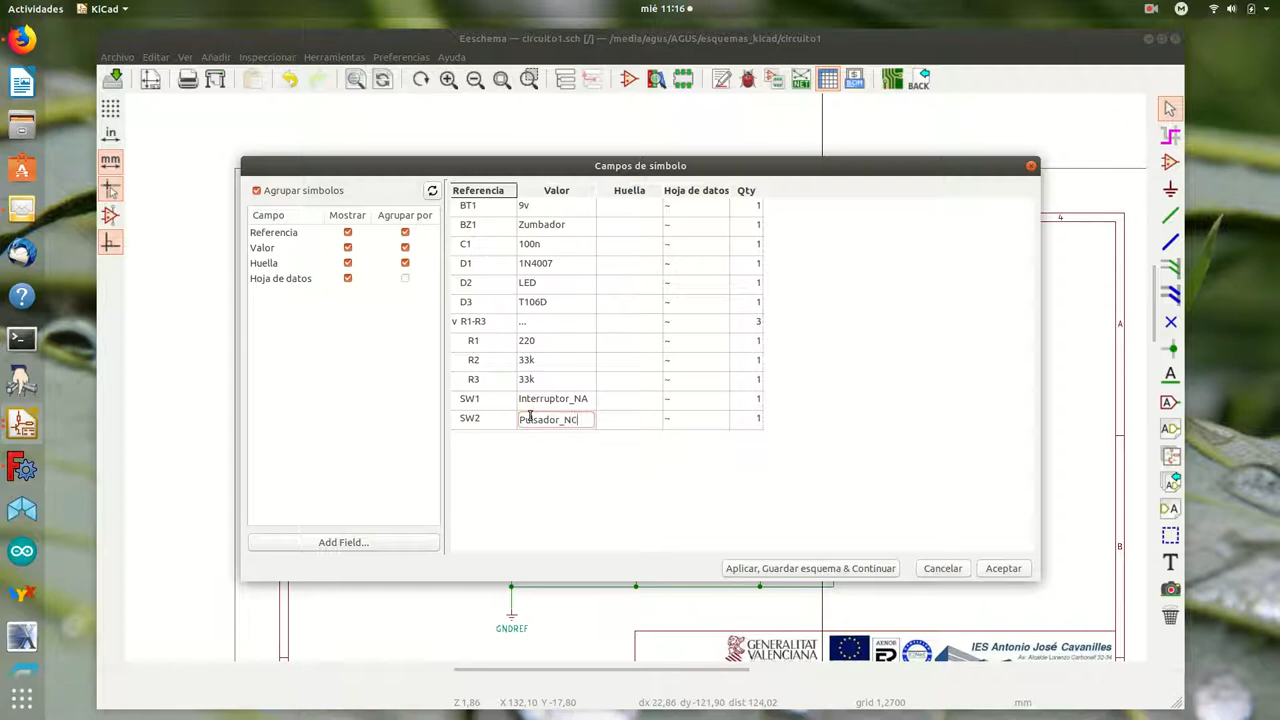 Actividades
KiCad
mié 11:16
Eeschema — circuito1.sch [/] — /media/agus/AGUS/esquemas_kicad/circuito1
Archivo Editar Ver Añadir Inspeccionar Herramientas Preferencias Ayuda
NET
BOM
BACK
in
mm
Campos de símbolo
Agrupar símbolos
Campo Mostrar Agrupar por
Referencia
Valor
Huella
Hoja de datos
Add Field...
Referencia Valor Huella Hoja de datos Qty
BT1 9v ~ 1
BZ1 Zumbador ~ 1
C1 100n ~ 1
D1 1N4007 ~ 1
D2 LED ~ 1
D3 T106D ~ 1
v R1-R3 ... ~ 3
R1 220 ~ 1
R2 33k ~ 1
R3 33k ~ 1
SW1 Interruptor_NA ~ 1
SW2 Pulsador_NC ~ 1
Aplicar, Guardar esquema & Continuar
Cancelar
Aceptar
4
A
B
GNDREF
GENERALITAT
VALENCIANA
IES Antonio José Cavanilles
Z 1,86 X 132,10 Y -17,80 dx 22,86 dy -121,90 dist 124,02 grid 1,2700 mm